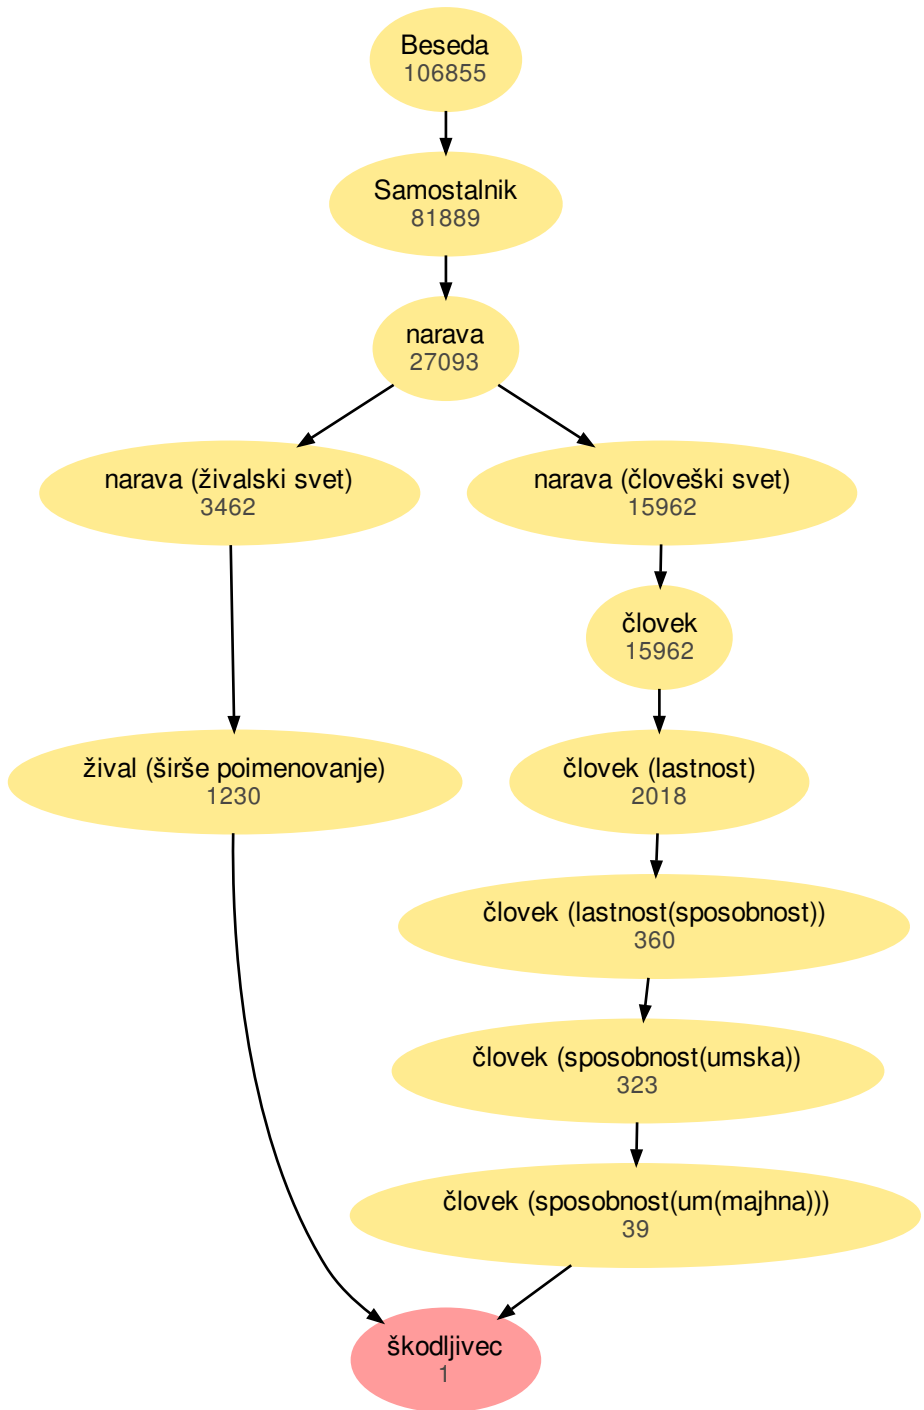 Beseda
106855
Samostalnik
81889
narava
27093
narava (živalski svet)
3462
narava (človeški svet)
15962
človek
15962
žival (širše poimenovanje)
1230
človek (lastnost)
2018
človek (lastnost(sposobnost))
360
človek (sposobnost(umska))
323
človek (sposobnost(um(majhna)))
39
škodljivec
1